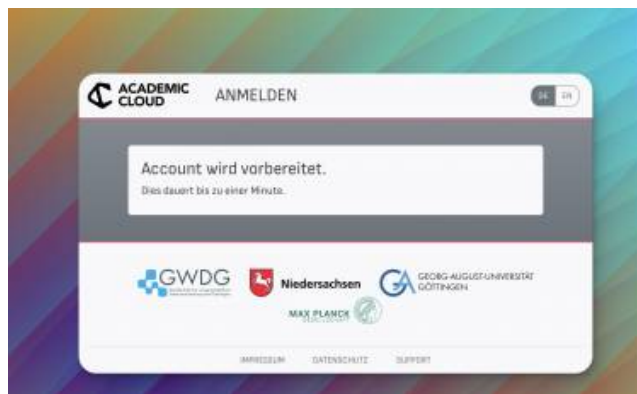 ACADEMIC
CLOUD
ANMELDEN
DE EN
Account wird vorbereitet.
Dies dauert bis zu einer Minute.
GWDG
Niedersachsen
GEORG-AUGUST-UNIVERSITÄT
GÖTTINGEN
MAX PLANCK
GESELLSCHAFT
IMPRESSUM DATENSCHUTZ SUPPORT